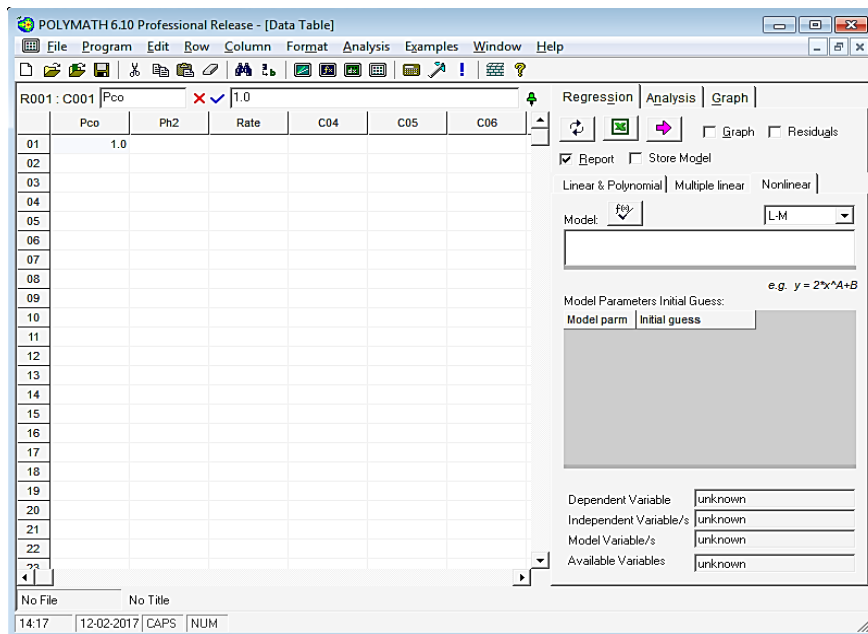 POLYMATH 6.10 Professional Release - [Data Table]
File Program Edit Row Column Format Analysis Examples Window Help
R001 : C001 Pco 1.0
Regression Analysis Graph
Graph Residuals
Report Store Model
Linear & Polynomial Multiple linear Nonlinear
Model: f(x) L-M
e.g. y = 2*x^A+B
Model Parameters Initial Guess:
Model parm Initial guess
Dependent Variable unknown
Independent Variable/s unknown
Model Variable/s unknown
Available Variables unknown
Pco Ph2 Rate C04 C05 C06
01 1.0
02
03
04
05
06
07
08
09
10
11
12
13
14
15
16
17
18
19
20
21
22
23
No File No Title
14:17 12-02-2017 CAPS NUM